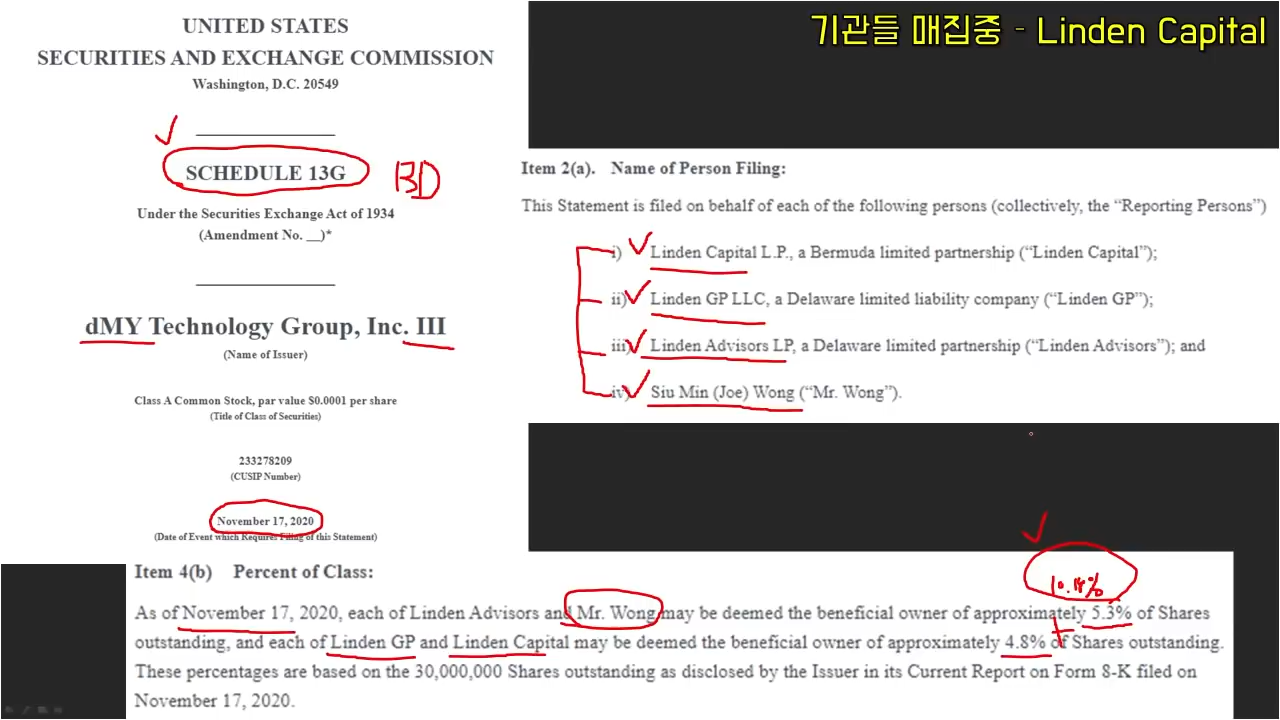 기관들 매집중 - Linden Capital
UNITED STATES
SECURITIES AND EXCHANGE COMMISSION
Washington, D.C. 20549
SCHEDULE 13G
13D
Under the Securities Exchange Act of 1934
(Amendment No. __)*
dMY Technology Group, Inc. III
(Name of Issuer)
Class A Common Stock, par value $0.0001 per share
(Title of Class of Securities)
233278209
(CUSIP Number)
November 17, 2020
(Date of Event which Requires Filing of this Statement)
Item 2(a). Name of Person Filing:
This Statement is filed on behalf of each of the following persons (collectively, the “Reporting Persons”)
i) Linden Capital L.P., a Bermuda limited partnership (“Linden Capital”);
ii) Linden GP LLC, a Delaware limited liability company (“Linden GP”);
iii) Linden Advisors LP, a Delaware limited partnership (“Linden Advisors”); and
iv) Siu Min (Joe) Wong (“Mr. Wong”).
Item 4(b) Percent of Class:
As of November 17, 2020, each of Linden Advisors and Mr. Wong may be deemed the beneficial owner of approximately 5.3% of Shares
outstanding, and each of Linden GP and Linden Capital may be deemed the beneficial owner of approximately 4.8% of Shares outstanding.
These percentages are based on the 30,000,000 Shares outstanding as disclosed by the Issuer in its Current Report on Form 8-K filed on
November 17, 2020.